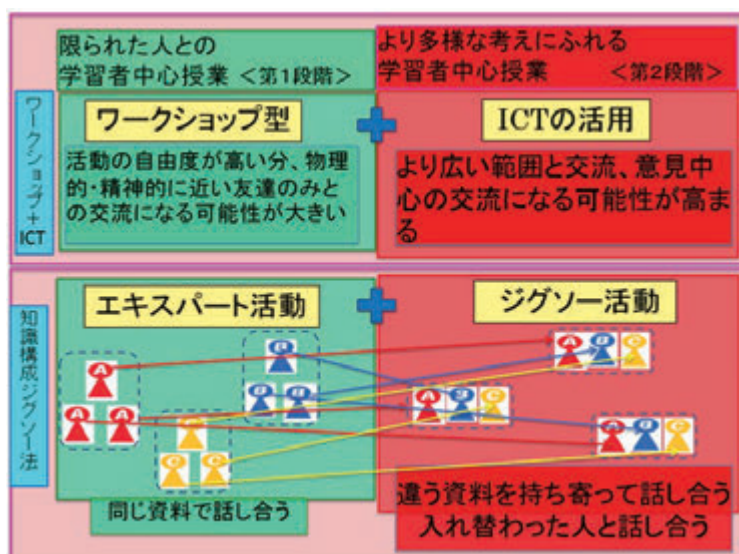 限られた人との
学習者中心授業 <第1段階>
より多様な考えにふれる
学習者中心授業 <第2段階>
ワークショップ+ICT
ワークショップ型
+
ICTの活用
活動の自由度が高い分、物理
的・精神的に近い友達のみと
の交流になる可能性が大きい
より広い範囲と交流、意見中
心の交流になる可能性が高ま
る
知識構成ジグソー法
エキスパート活動
+
ジグソー活動
A
A A
B
B B
C
C C
A B C
A B C
A B C
同じ資料で話し合う
違う資料を持ち寄って話し合う
入れ替わった人と話し合う